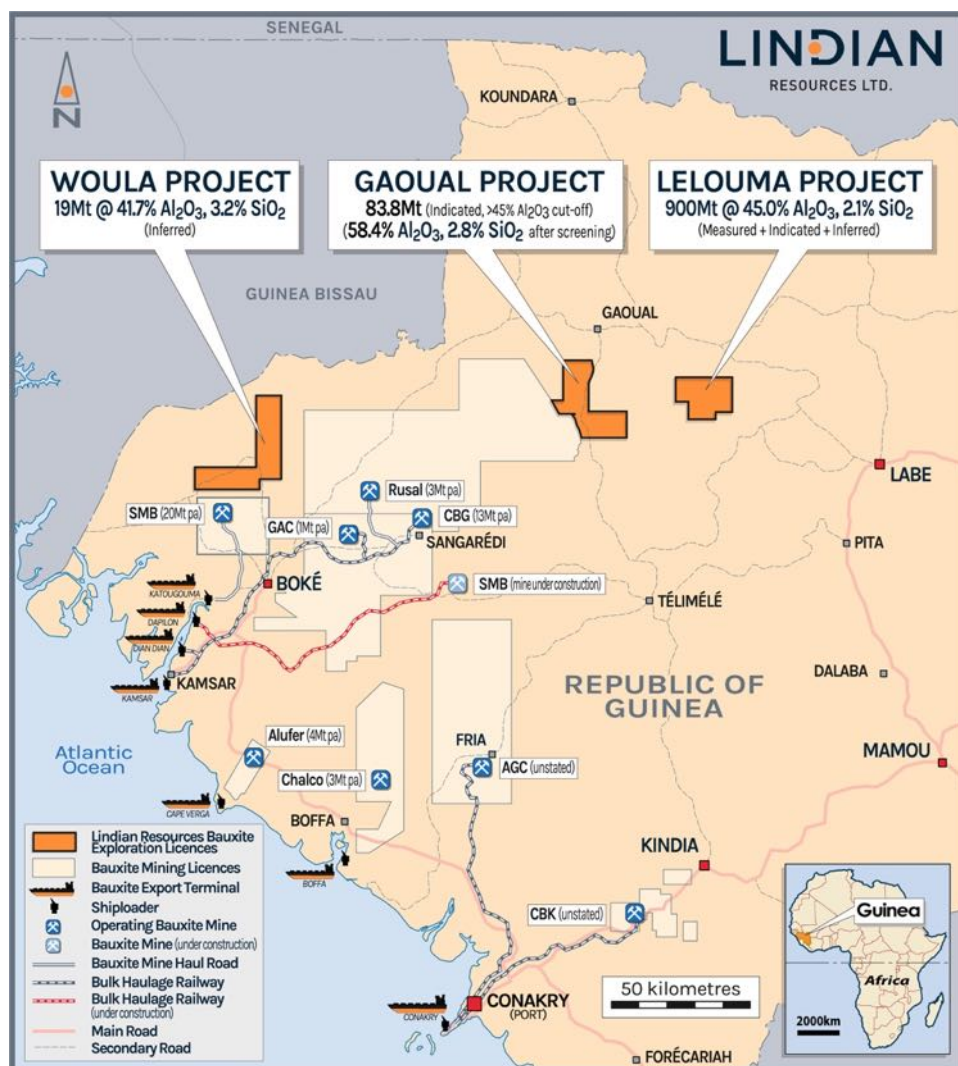 SENEGAL
LINDIAN
RESOURCES LTD.
N
KOUNDARA
WOULA PROJECT
19Mt @ 41.7% Al₂O₃, 3.2% SiO₂
(Inferred)
GAOUAL PROJECT
83.8Mt (Indicated, >45% Al₂O₃ cut-off)
(58.4% Al₂O₃, 2.8% SiO₂ after screening)
LELOUMA PROJECT
900Mt @ 45.0% Al₂O₃, 2.1% SiO₂
(Measured + Indicated + Inferred)
GUINEA BISSAU
GAOUAL
LABE
Rusal (3Mt pa)
SMB (20Mt pa)
GAC (1Mt pa)
CBG (13Mt pa)
SANGARÉDI
PITA
BOKÉ
SMB (mine under construction)
KATOUGOUMA
TÉLIMÉLÉ
DAPILON
DIAN DIAN
KAMSAR
KAMSAR
DALABA
REPUBLIC OF
GUINEA
Atlantic
Ocean
Alufer (4Mt pa)
FRIA
MAMOU
Chalco (3Mt pa)
AGC (unstated)
CAPE VERGA
BOFFA
BOFFA
KINDIA
CBK (unstated)
Lindian Resources Bauxite
Exploration Licences
Bauxite Mining Licences
Bauxite Export Terminal
Shiploader
Operating Bauxite Mine
Bauxite Mine (under construction)
Bauxite Mine Haul Road
Bulk Haulage Railway
Bulk Haulage Railway
(under construction)
Main Road
Secondary Road
CONAKRY
CONAKRY
(PORT)
50 kilometres
FORÉCARIAH
Guinea
Africa
2000km